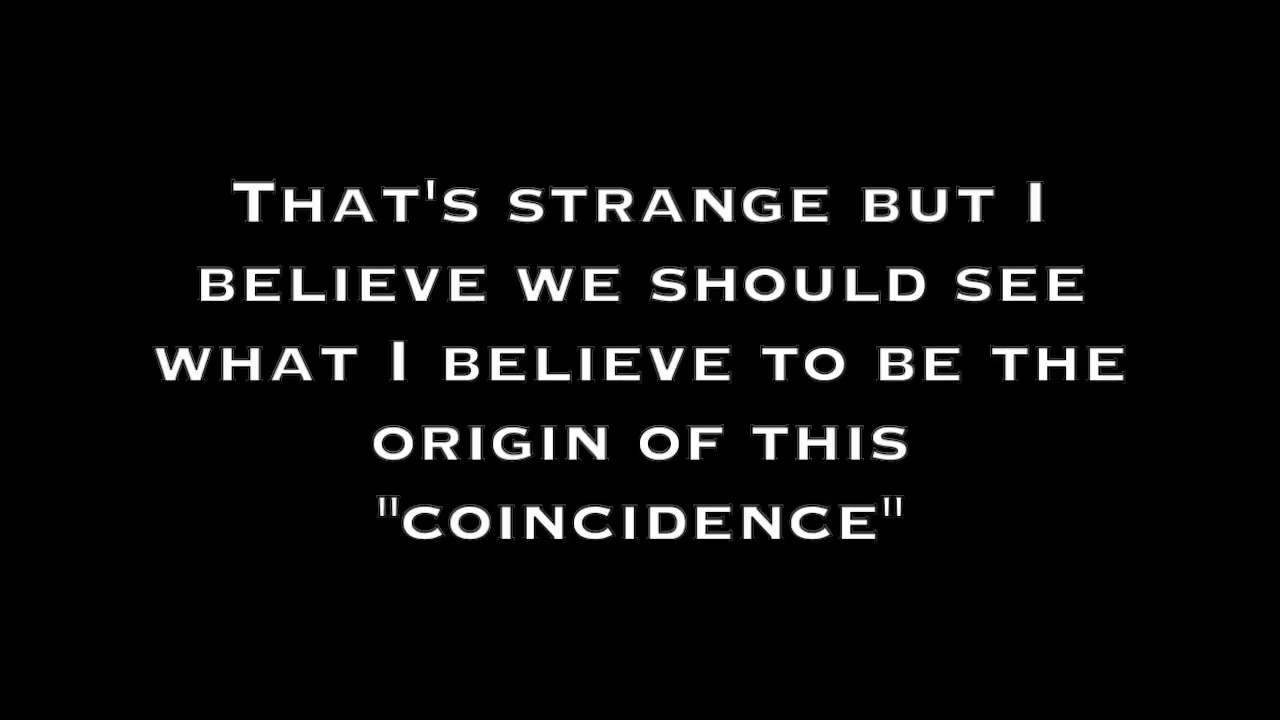 That's strange but I
believe we should see
what I believe to be the
origin of this
"coincidence"